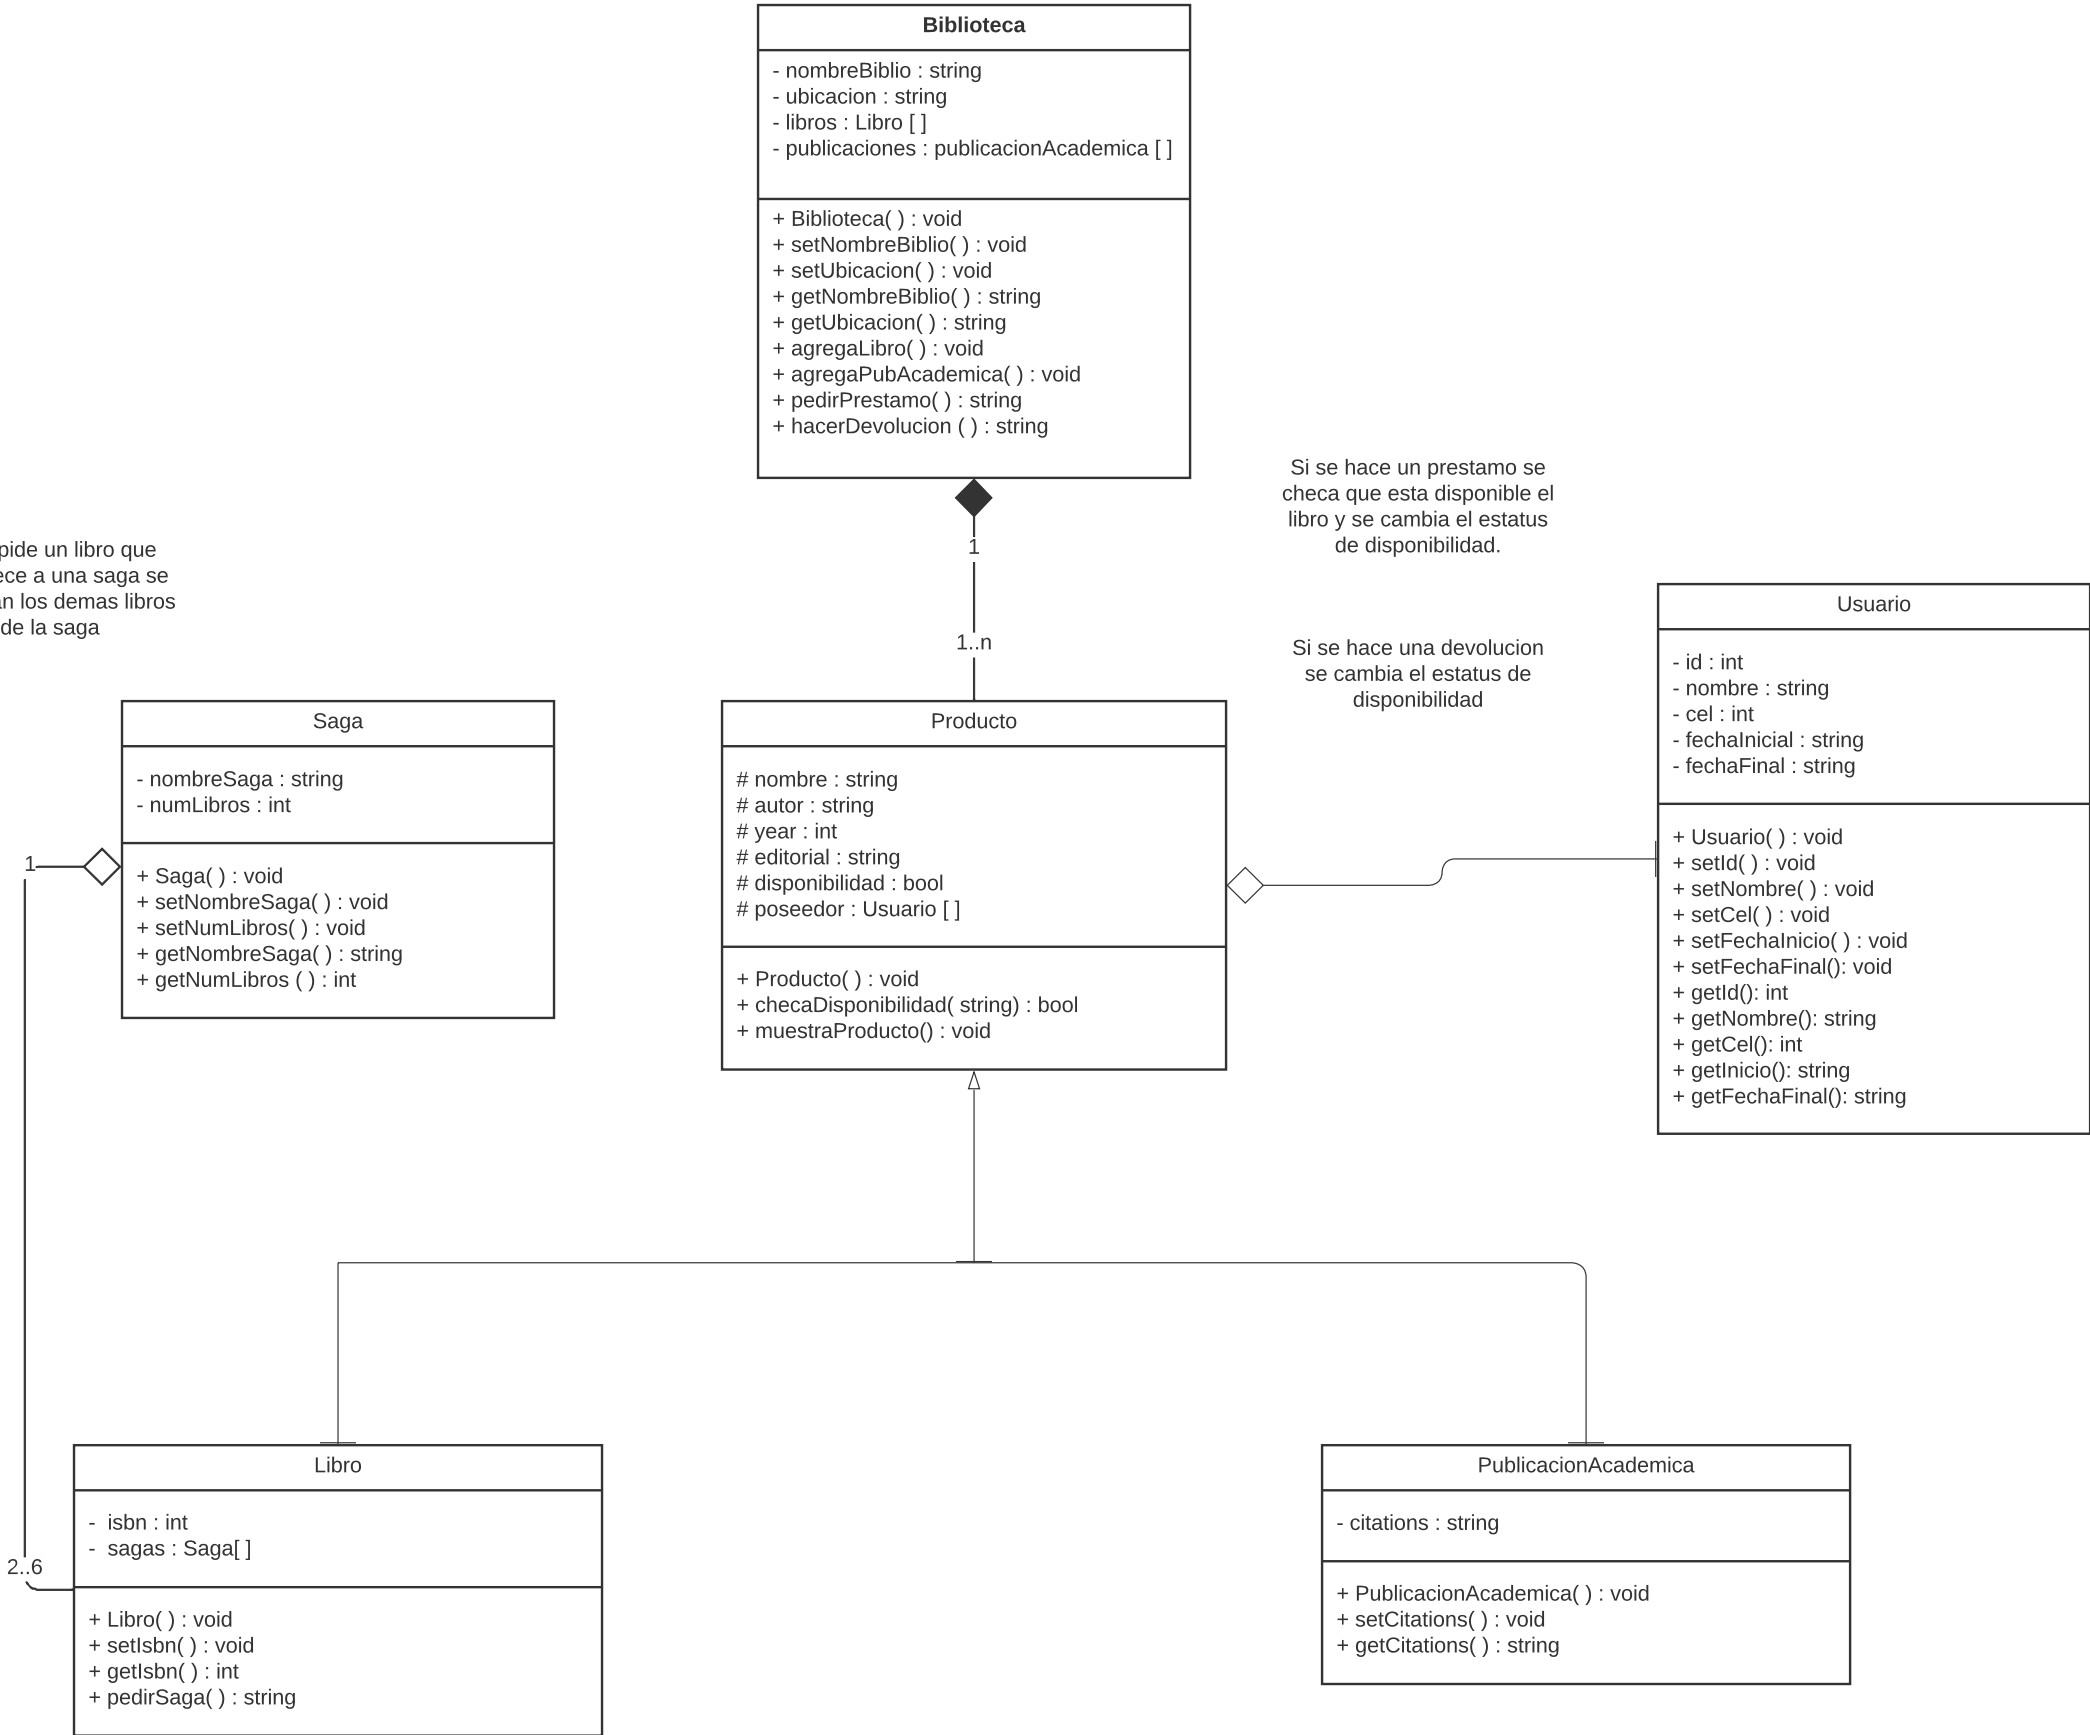 Biblioteca
- nombreBiblio : string
- ubicacion : string
- libros : Libro [ ]
- publicaciones : publicacionAcademica [ ]
+ Biblioteca( ) : void
+ setNombreBiblio( ) : void
+ setUbicacion( ) : void
+ getNombreBiblio( ) : string
+ getUbicacion( ) : string
+ agregaLibro( ) : void
+ agregaPubAcademica( ) : void
+ pedirPrestamo( ) : string
+ hacerDevolucion ( ) : string
1
1..n
Si se hace un prestamo se
checa que esta disponible el
libro y se cambia el estatus
de disponibilidad.
Si se hace una devolucion
se cambia el estatus de
disponibilidad
pide un libro que
a una saga se
los demas libros
de la saga
Saga
- nombreSaga : string
- numLibros : int
+ Saga( ) : void
+ setNombreSaga( ) : void
+ setNumLibros( ) : void
+ getNombreSaga( ) : string
+ getNumLibros ( ) : int
1
2..6
Producto
# nombre : string
# autor : string
# year : int
# editorial : string
# disponibilidad : bool
# poseedor : Usuario [ ]
+ Producto( ) : void
+ checaDisponibilidad( string) : bool
+ muestraProducto() : void
Usuario
- id : int
- nombre : string
- cel : int
- fechaInicial : string
- fechaFinal : string
+ Usuario( ) : void
+ setId( ) : void
+ setNombre( ) : void
+ setCel( ) : void
+ setFechaInicio( ) : void
+ setFechaFinal(): void
+ getId(): int
+ getNombre(): string
+ getCel(): int
+ getInicio(): string
+ getFechaFinal(): string
Libro
- isbn : int
- sagas : Saga[ ]
+ Libro( ) : void
+ setIsbn( ) : void
+ getIsbn( ) : int
+ pedirSaga( ) : string
PublicacionAcademica
- citations : string
+ PublicacionAcademica( ) : void
+ setCitations( ) : void
+ getCitations( ) : string